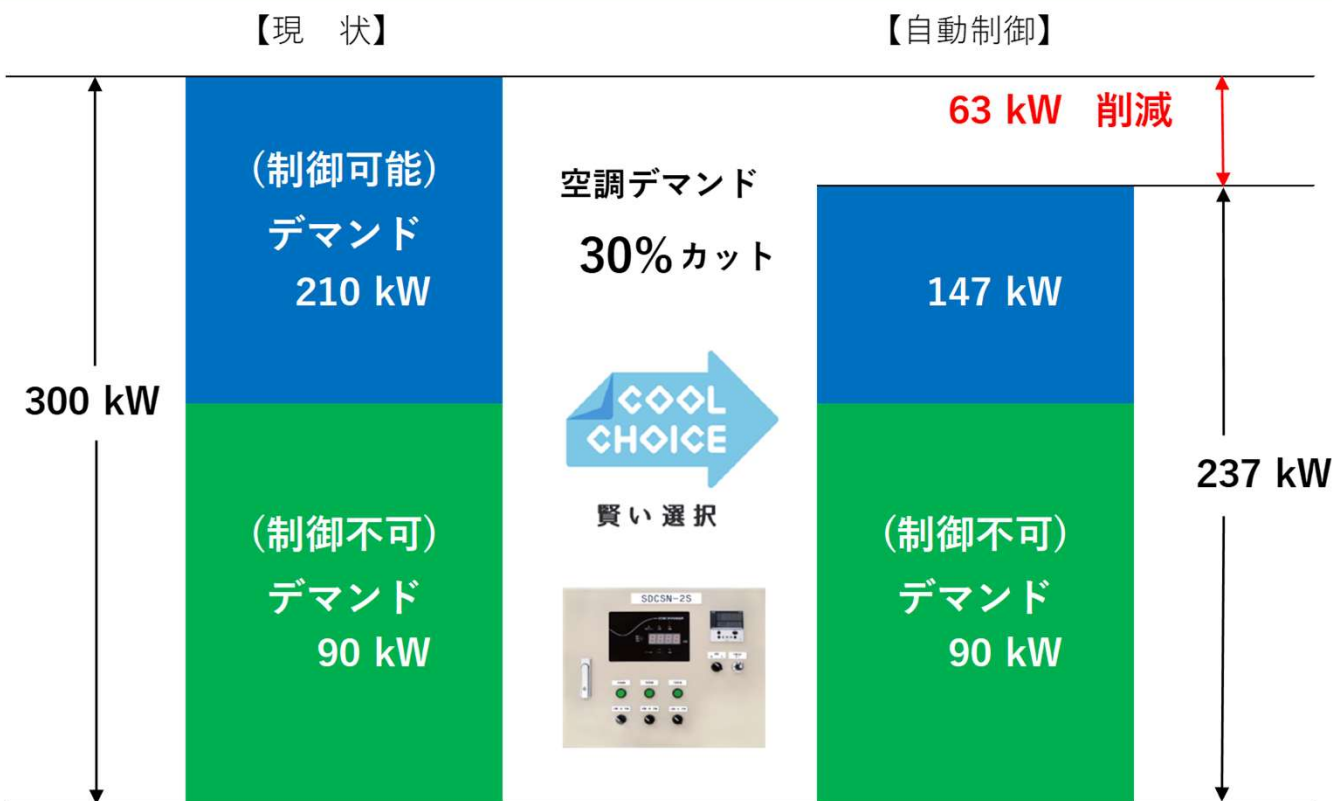 【現　状】
【自動制御】
63 kW 削減
(制御可能)
デマンド
210 kW
空調デマンド
30%カット
147 kW
300 kW
COOL
CHOICE
賢い選択
237 kW
(制御不可)
デマンド
90 kW
SDCSN-2S
(制御不可)
デマンド
90 kW